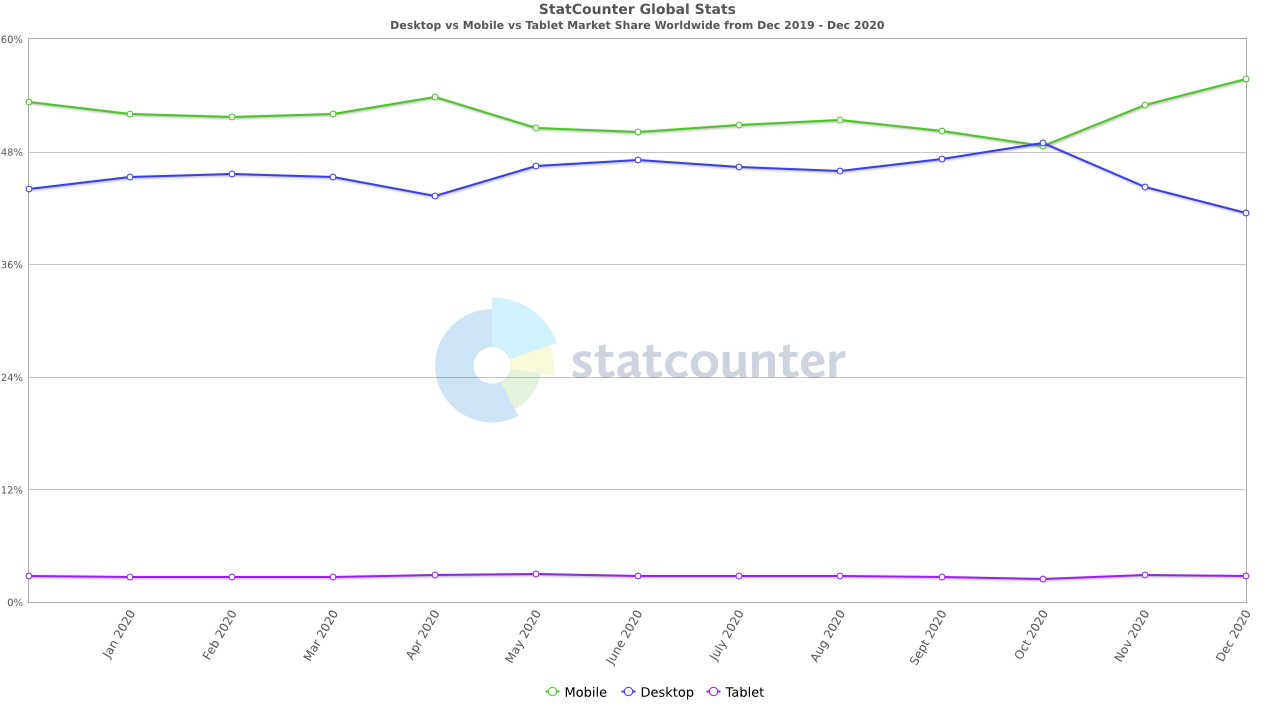 StatCounter Global Stats
Desktop vs Mobile vs Tablet Market Share Worldwide from Dec 2019 - Dec 2020
60%
48%
36%
24%
12%
0%
statcounter
Jan 2020
Feb 2020
Mar 2020
Apr 2020
May 2020
June 2020
July 2020
Aug 2020
Sept 2020
Oct 2020
Nov 2020
Dec 2020
Mobile Desktop Tablet